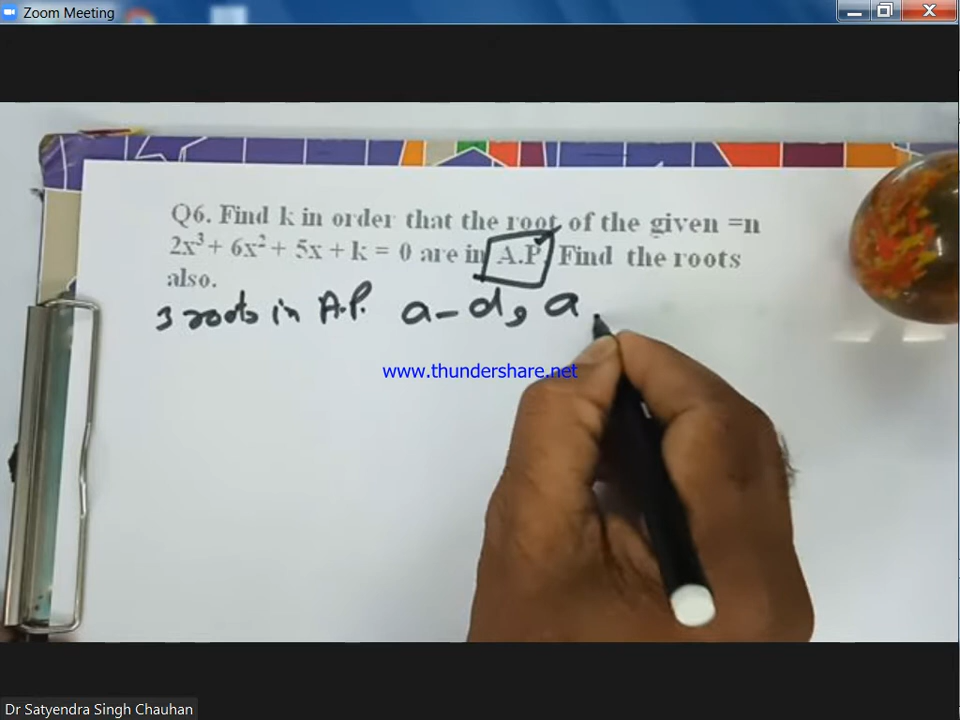 Zoom Meeting
Q6. Find k in order that the root of the given =n
2x³ + 6x² + 5x + k = 0 are in A.P. Find the roots
also.
3 roots in A.P. a-d, a
www.thundershare.net
Dr Satyendra Singh Chauhan